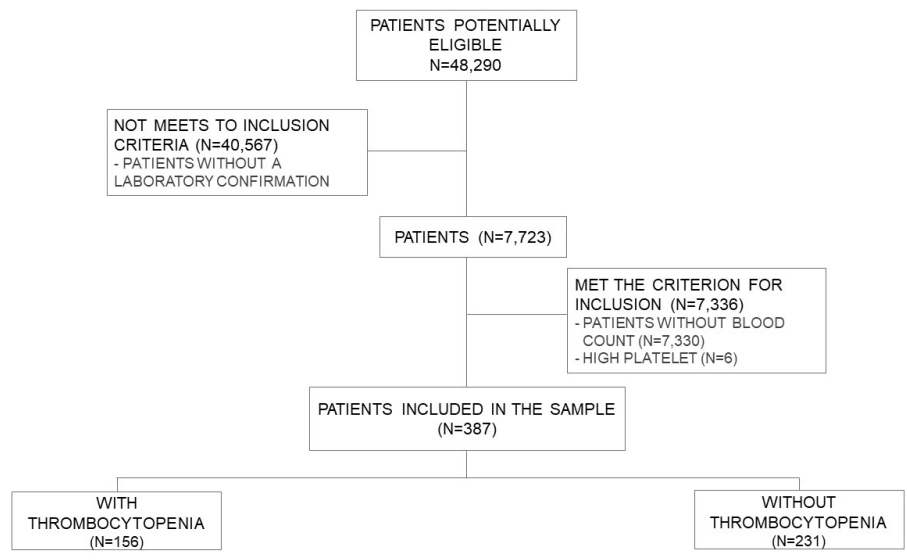 PATIENTS POTENTIALLY
ELIGIBLE
N=48,290
NOT MEETS TO INCLUSION
CRITERIA (N=40,567)
- PATIENTS WITHOUT A
LABORATORY CONFIRMATION
PATIENTS (N=7,723)
MET THE CRITERION FOR
INCLUSION (N=7,336)
- PATIENTS WITHOUT BLOOD
COUNT (N=7,330)
- HIGH PLATELET (N=6)
PATIENTS INCLUDED IN THE SAMPLE
(N=387)
WITH
THROMBOCYTOPENIA
(N=156)
WITHOUT
THROMBOCYTOPENIA
(N=231)